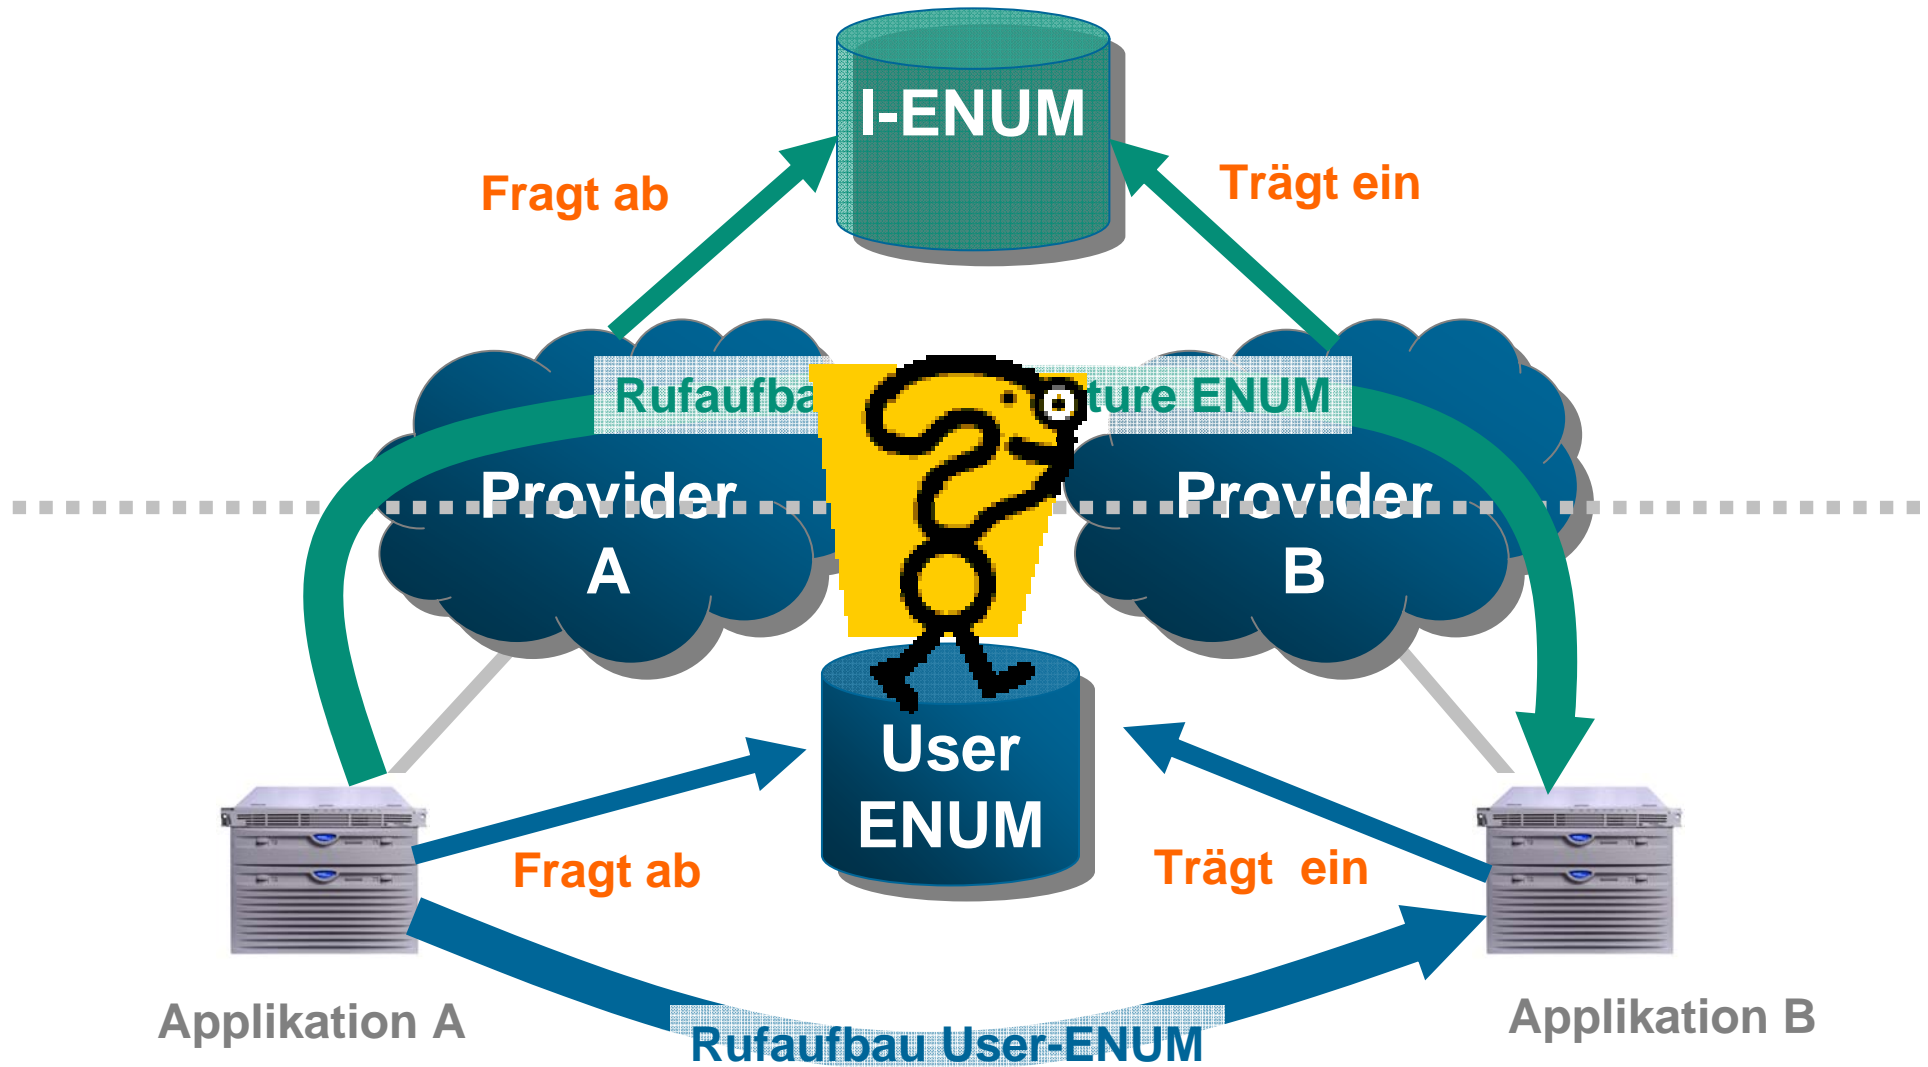 I-ENUM
Fragt ab
Trägt ein
Rufaufba ture ENUM
Provider
A
Provider
B
User
ENUM
Fragt ab
Trägt ein
Applikation A
Applikation B
Rufaufbau User-ENUM